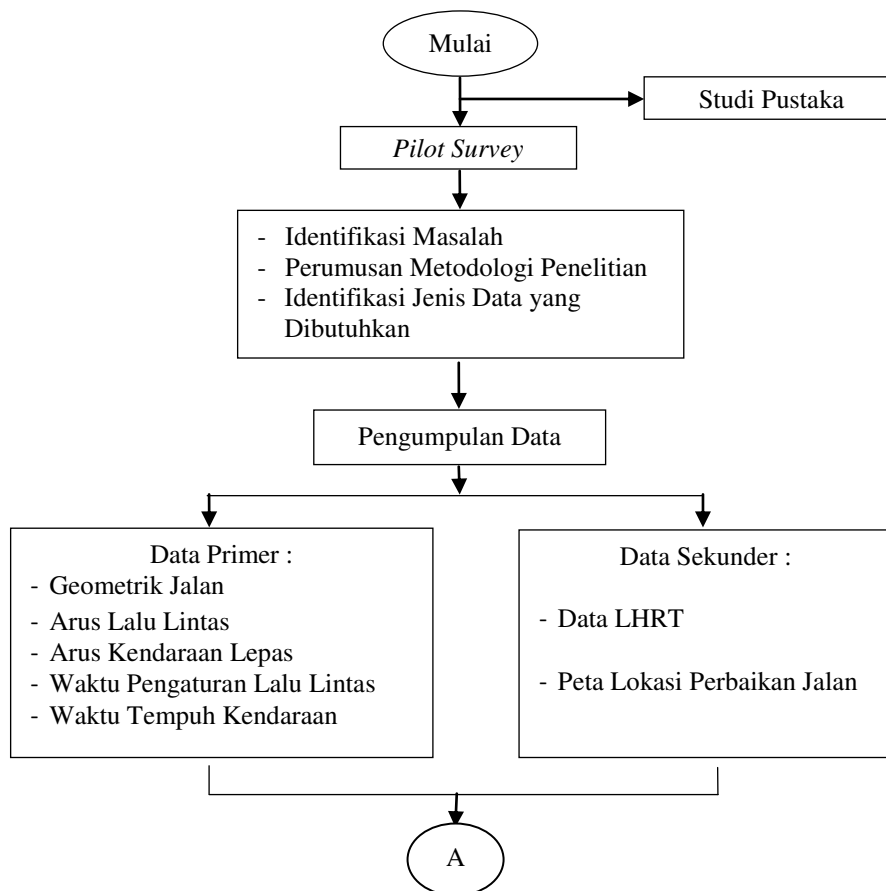 Mulai
Studi Pustaka
Pilot Survey
- Identifikasi Masalah
- Perumusan Metodologi Penelitian
- Identifikasi Jenis Data yang
Dibutuhkan
Pengumpulan Data
Data Primer :
- Geometrik Jalan
- Arus Lalu Lintas
- Arus Kendaraan Lepas
- Waktu Pengaturan Lalu Lintas
- Waktu Tempuh Kendaraan
Data Sekunder :
- Data LHRT
- Peta Lokasi Perbaikan Jalan
A